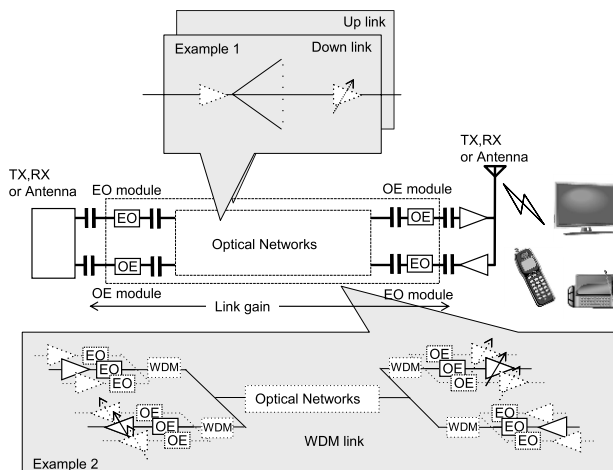 Up link
Example 1
Down link
TX,RX
or Antenna
TX,RX
or Antenna
EO module
OE module
EO
OE
Optical Networks
OE
EO
OE module
EO module
Link gain
EO
EO
EO
WDM
OE
OE
OE
WDM
Optical Networks
WDM
OE
OE
OE
WDM
EO
EO
EO
WDM link
Example 2